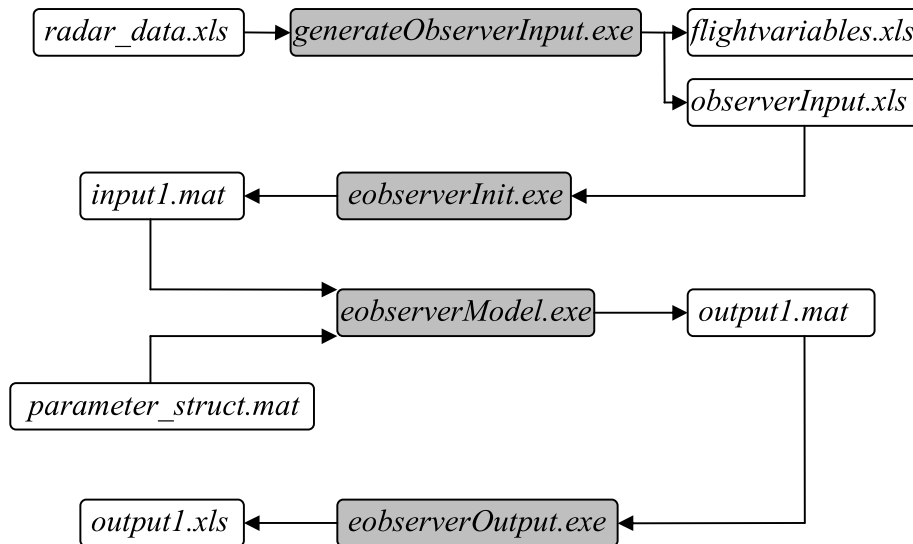 radar_data.xls
generateObserverInput.exe
flightvariables.xls
observerInput.xls
input1.mat
eobserverInit.exe
eobserverModel.exe
output1.mat
parameter_struct.mat
output1.xls
eobserverOutput.exe